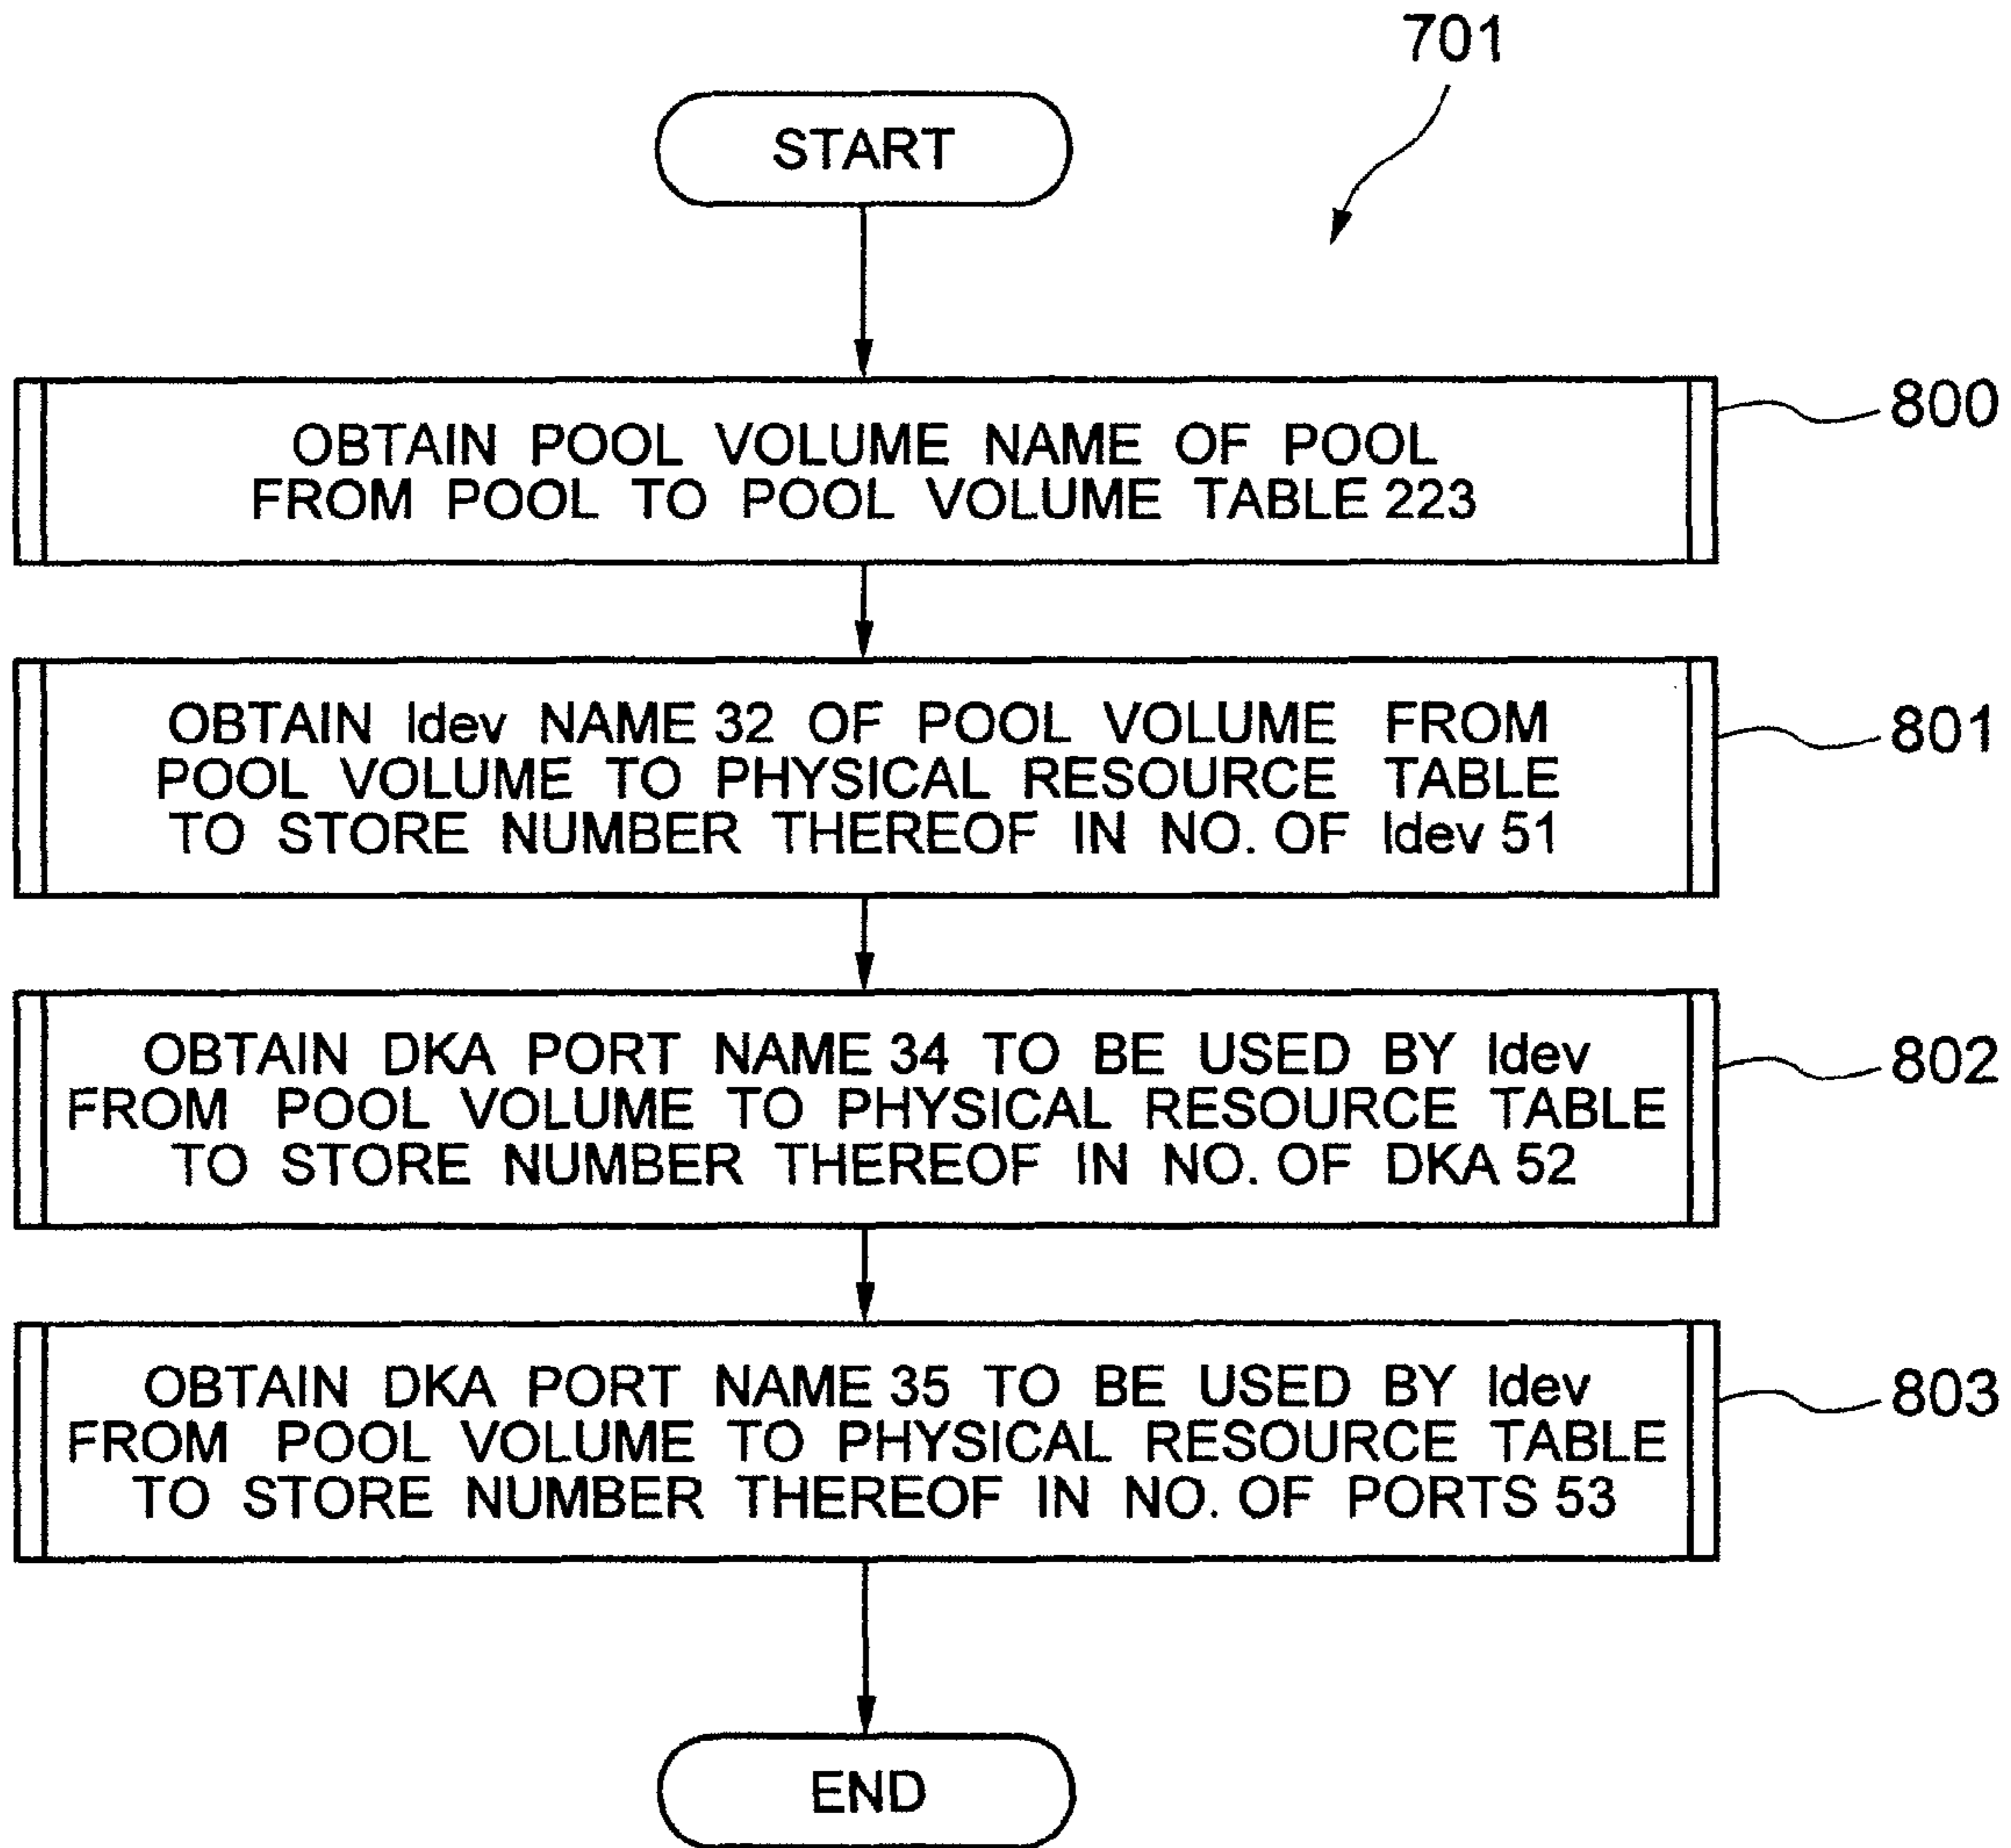 701
START
OBTAIN POOL VOLUME NAME OF POOL
FROM POOL TO POOL VOLUME TABLE 223
800
OBTAIN ldev NAME 32 OF POOL VOLUME FROM
POOL VOLUME TO PHYSICAL RESOURCE TABLE
TO STORE NUMBER THEREOF IN NO. OF ldev 51
801
OBTAIN DKA PORT NAME 34 TO BE USED BY ldev
FROM POOL VOLUME TO PHYSICAL RESOURCE TABLE
TO STORE NUMBER THEREOF IN NO. OF DKA 52
802
OBTAIN DKA PORT NAME 35 TO BE USED BY ldev
FROM POOL VOLUME TO PHYSICAL RESOURCE TABLE
TO STORE NUMBER THEREOF IN NO. OF PORTS 53
803
END